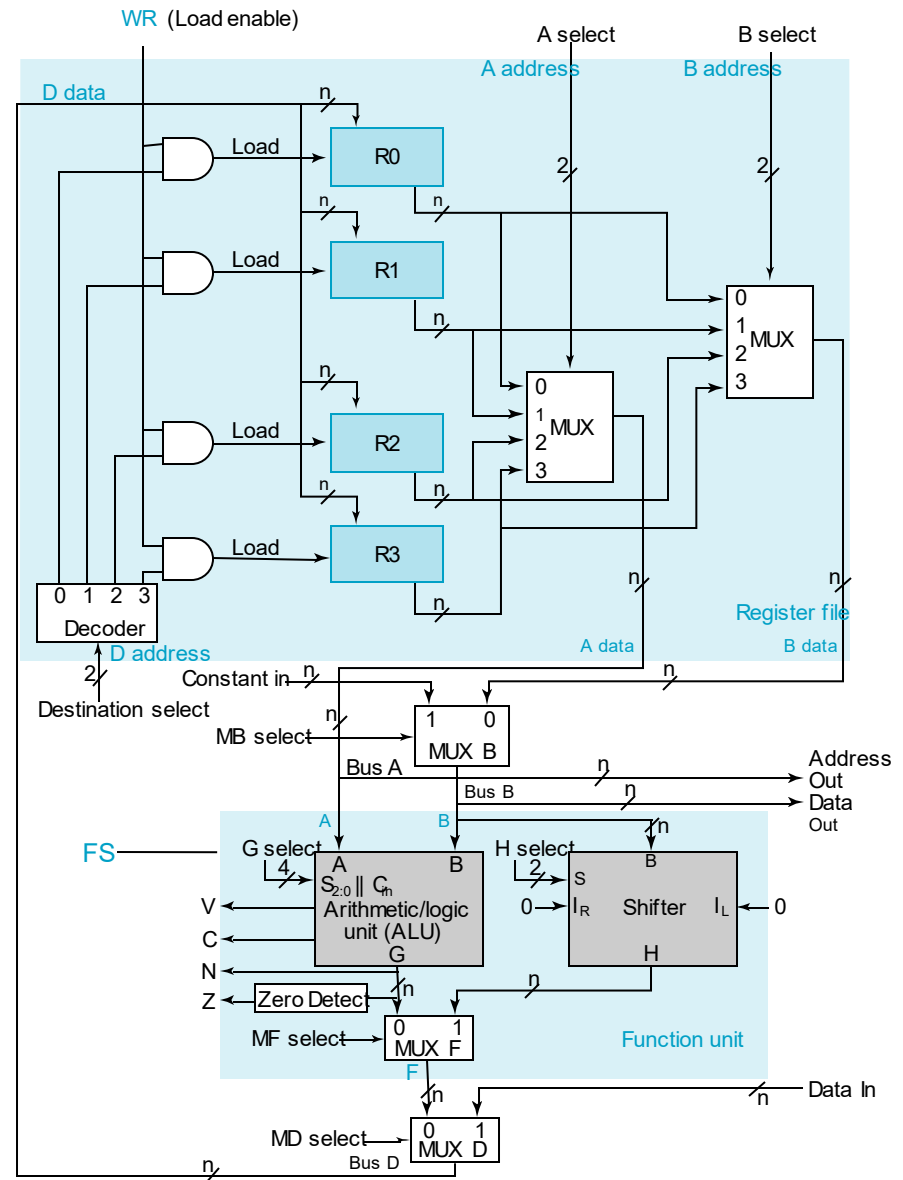 WR (Load enable)
A select
B select
A address
B address
D data
n
Load
R0
2
2
n
n
Load
R1
0
1
2
3
MUX
n
n
0
1
2
3
MUX
Load
R2
n
n
Load
R3
n
n
n
0 1 2 3
Decoder
D address
Register file
A data
B data
2
Destination select
Constant in
n
n
n
1 0
MUX B
MB select
Bus A
n
Address
Out
Bus B
n
Data
Out
A
B
n
FS
G select
4
A
B
S2:0 || Cin
Arithmetic/logic
unit (ALU)
G
H select
2
B
S
0
IR
Shifter
IL
0
H
V
C
N
Z
Zero Detect
n
n
MF select
0 1
MUX F
F
Function unit
n
n
Data In
MD select
0 1
MUX D
Bus D
n